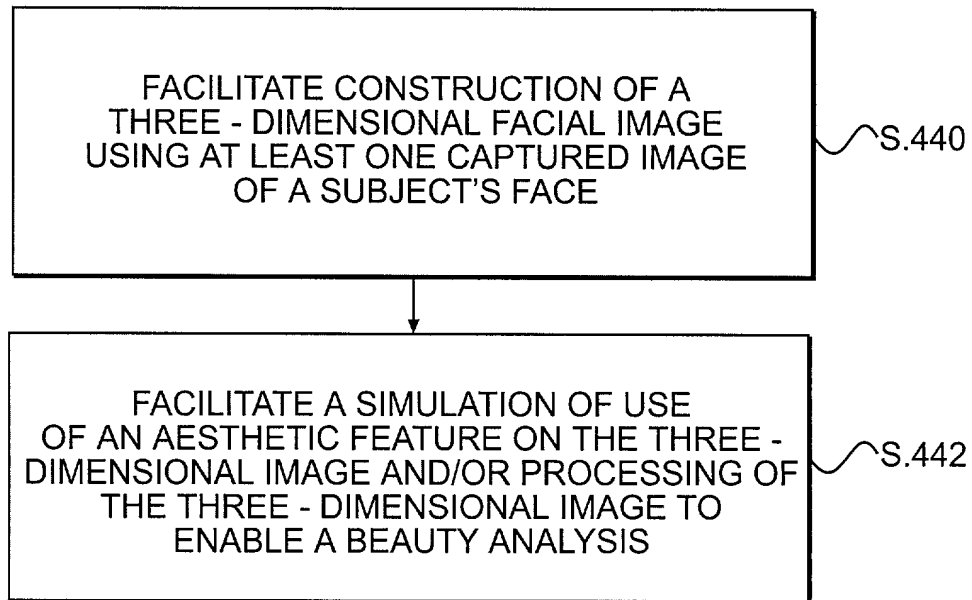 FACILITATE CONSTRUCTION OF A
THREE - DIMENSIONAL FACIAL IMAGE
USING AT LEAST ONE CAPTURED IMAGE
OF A SUBJECT'S FACE
S.440
FACILITATE A SIMULATION OF USE
OF AN AESTHETIC FEATURE ON THE THREE -
DIMENSIONAL IMAGE AND/OR PROCESSING OF
THE THREE - DIMENSIONAL IMAGE TO
ENABLE A BEAUTY ANALYSIS
S.442